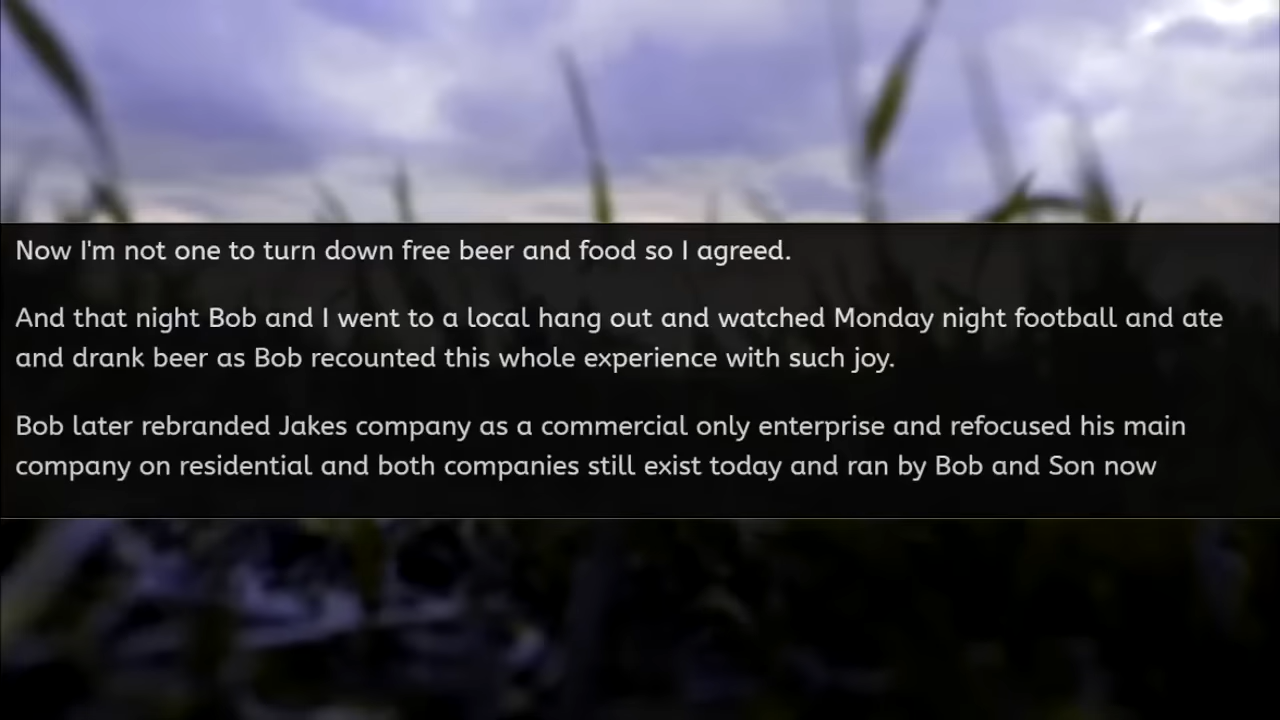 Now I'm not one to turn down free beer and food so I agreed.
And that night Bob and I went to a local hang out and watched Monday night football and ate
and drank beer as Bob recounted this whole experience with such joy.
Bob later rebranded Jakes company as a commercial only enterprise and refocused his main
company on residential and both companies still exist today and ran by Bob and Son now